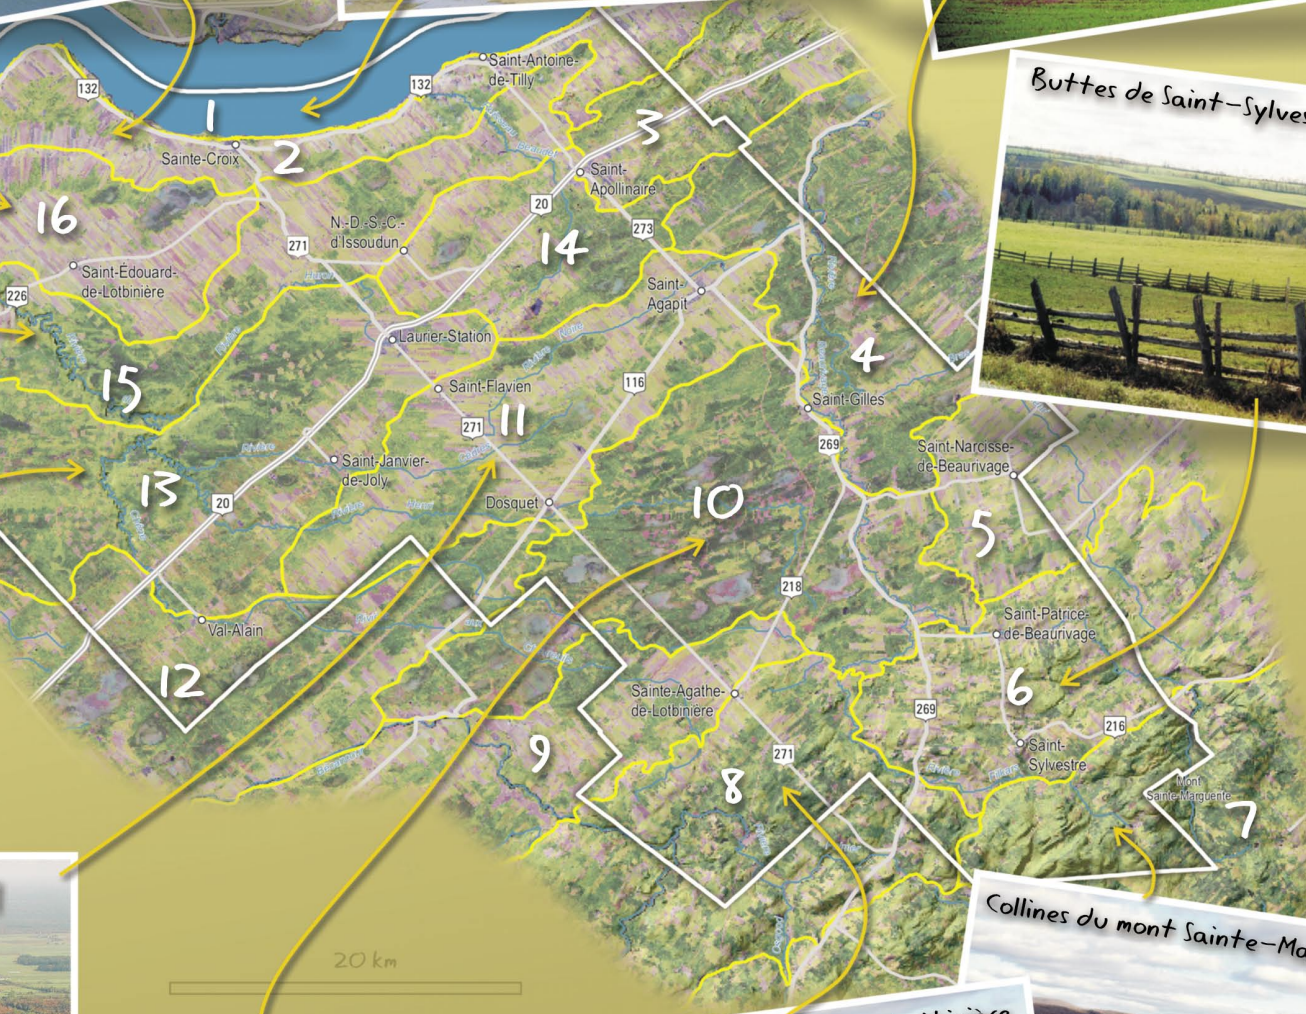 Buttes de Saint-Sylves
132
1
132
Saint-Antoine-
de-Tilly
3
Sainte-Croix
2
Saint-
Apollinaire
16
20
N.-D.-S.-C.-
d'Issoudun
273
271
14
Saint-Édouard-
de-Lotbinière
226
Saint-
Agapit
Laurier-Station
4
15
116
Saint-Flavien
Saint-Gilles
271
11
269
Saint-Narcisse-
de-Beaurivage
Rivière
Saint-Janvier-
de-Joly
13
20
Dosquet
10
5
218
Saint-Patrice-
de-Beaurivage
Val-Alain
12
Sainte-Agathe-
de-Lotbinière
6
269
216
9
271
Saint-
Sylvestre
8
Mont
Sainte-Marguerite
7
Collines du mont Sainte-Ma
20 km